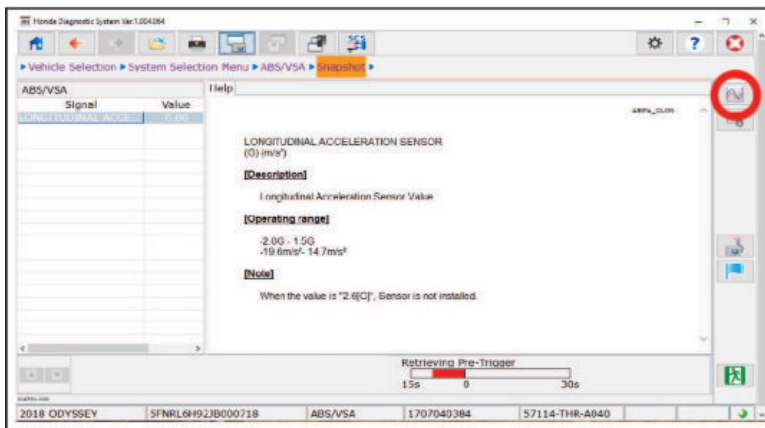 Honda Diagnostic System Ver.1.004.064
?
Vehicle Selection System Selection Menu ABS/VSA Snapshot
ABS/VSA
Help
Signal Value
LONGITUDINAL ACCE... 0.00
LONGITUDINAL ACCELERATION SENSOR
(G) (m/s²)
[Description]
Longitudinal Acceleration Sensor Value
[Operating range]
-2.0G - 1.5G
-19.6m/s²- 14.7m/s²
[Note]
When the value is "2.6[G]", Sensor is not installed.
Retrieving Pre-Trigger
15s 0 30s
2018 ODYSSEY 5FNRL6H92JB000718 ABS/VSA 1707040384 57114-THR-A040